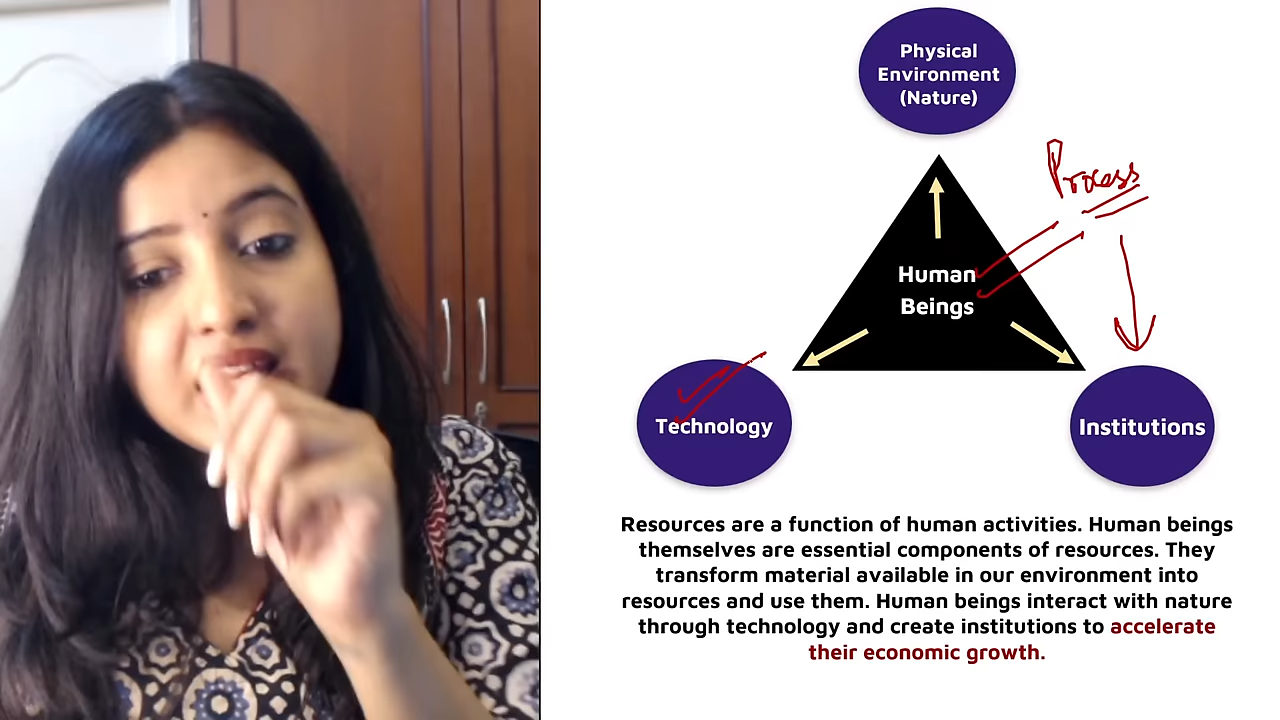 Physical
Environment
(Nature)
Process
Human
Beings
Technology
Institutions
Resources are a function of human activities. Human beings
themselves are essential components of resources. They
transform material available in our environment into
resources and use them. Human beings interact with nature
through technology and create institutions to accelerate
their economic growth.